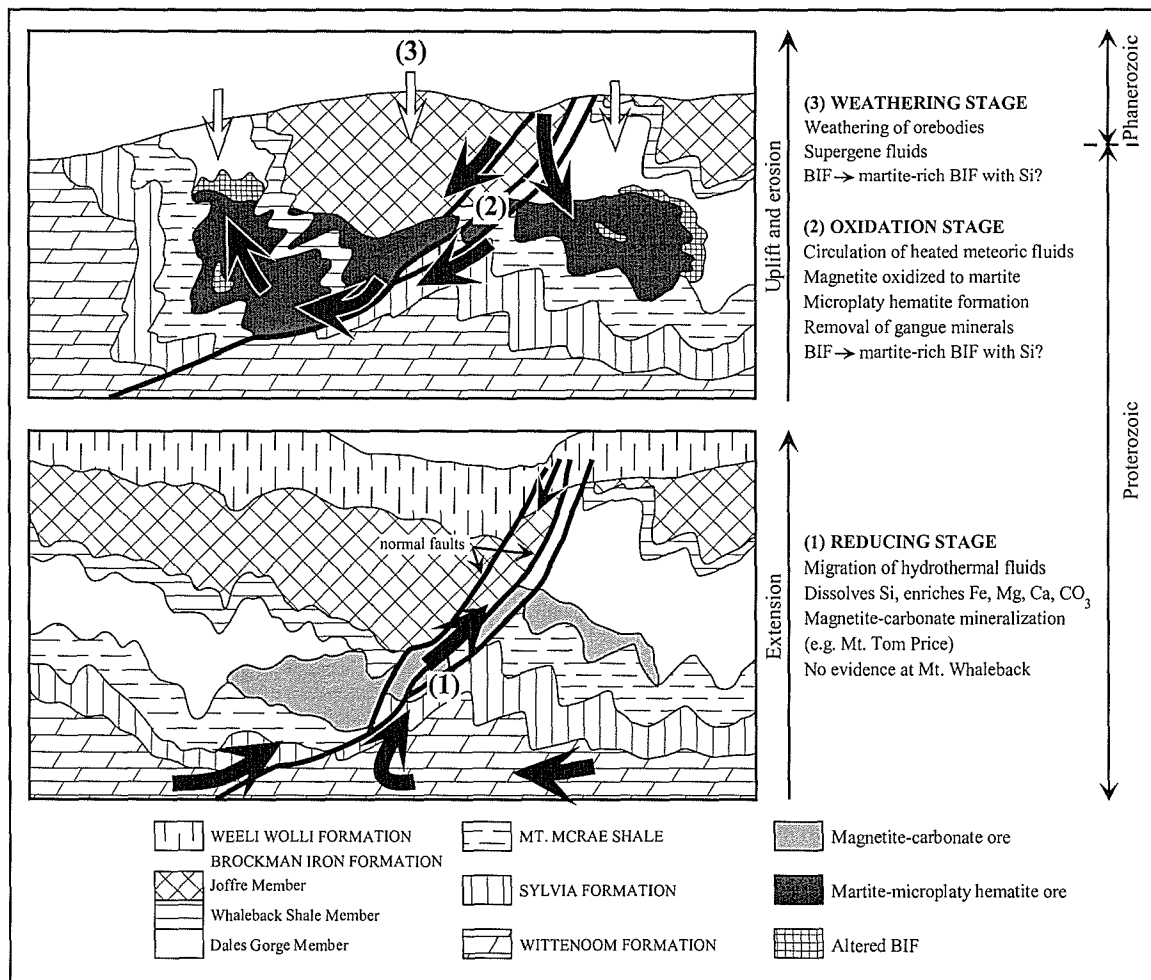 (3)
(2)
Uplift and erosion
(3) WEATHERING STAGE
Weathering of orebodies
Supergene fluids
BIF → martite-rich BIF with Si?
(2) OXIDATION STAGE
Circulation of heated meteoric fluids
Magnetite oxidized to martite
Microplaty hematite formation
Removal of gangue minerals
BIF → martite-rich BIF with Si?
Phanerozoic
Proterozoic
normal faults
(1)
Extension
(1) REDUCING STAGE
Migration of hydrothermal fluids
Dissolves Si, enriches Fe, Mg, Ca, CO₃
Magnetite-carbonate mineralization
(e.g. Mt. Tom Price)
No evidence at Mt. Whaleback
WEELI WOLLI FORMATION
BROCKMAN IRON FORMATION
Joffre Member
Whaleback Shale Member
Dales Gorge Member
MT. MCRAE SHALE
SYLVIA FORMATION
WITTENOOM FORMATION
Magnetite-carbonate ore
Martite-microplaty hematite ore
Altered BIF